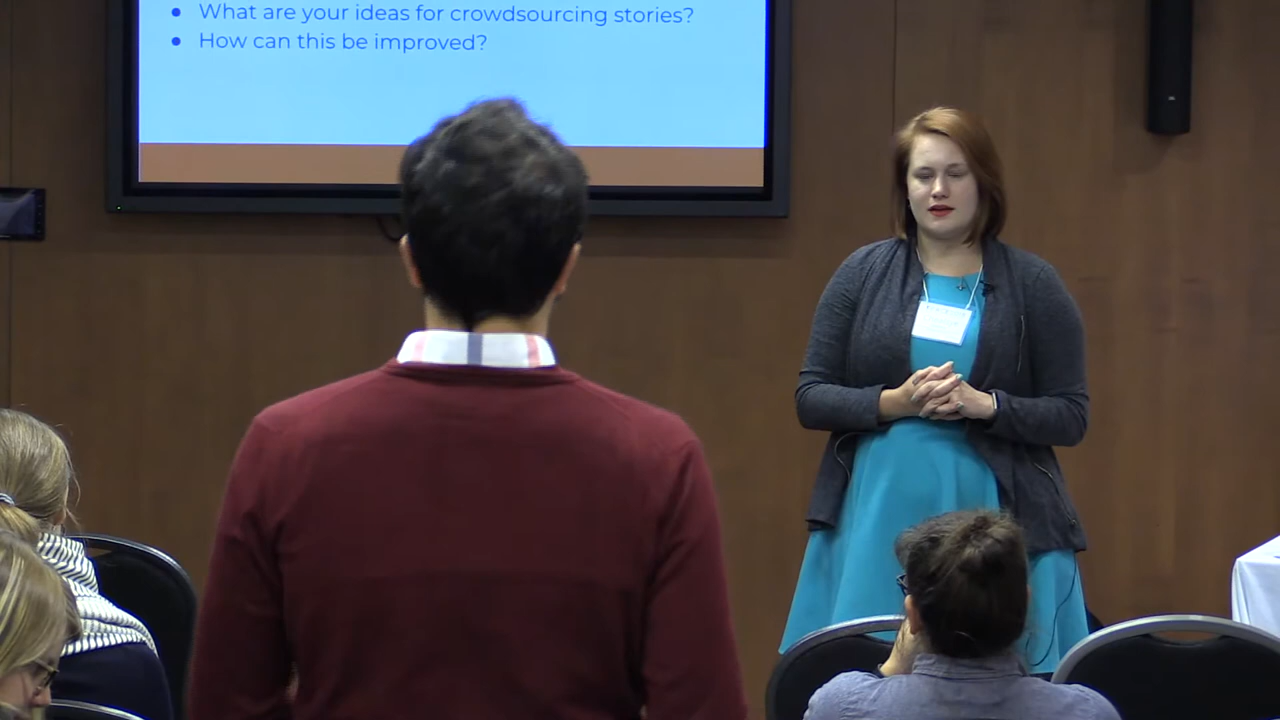 • What are your ideas for crowdsourcing stories?
• How can this be improved?